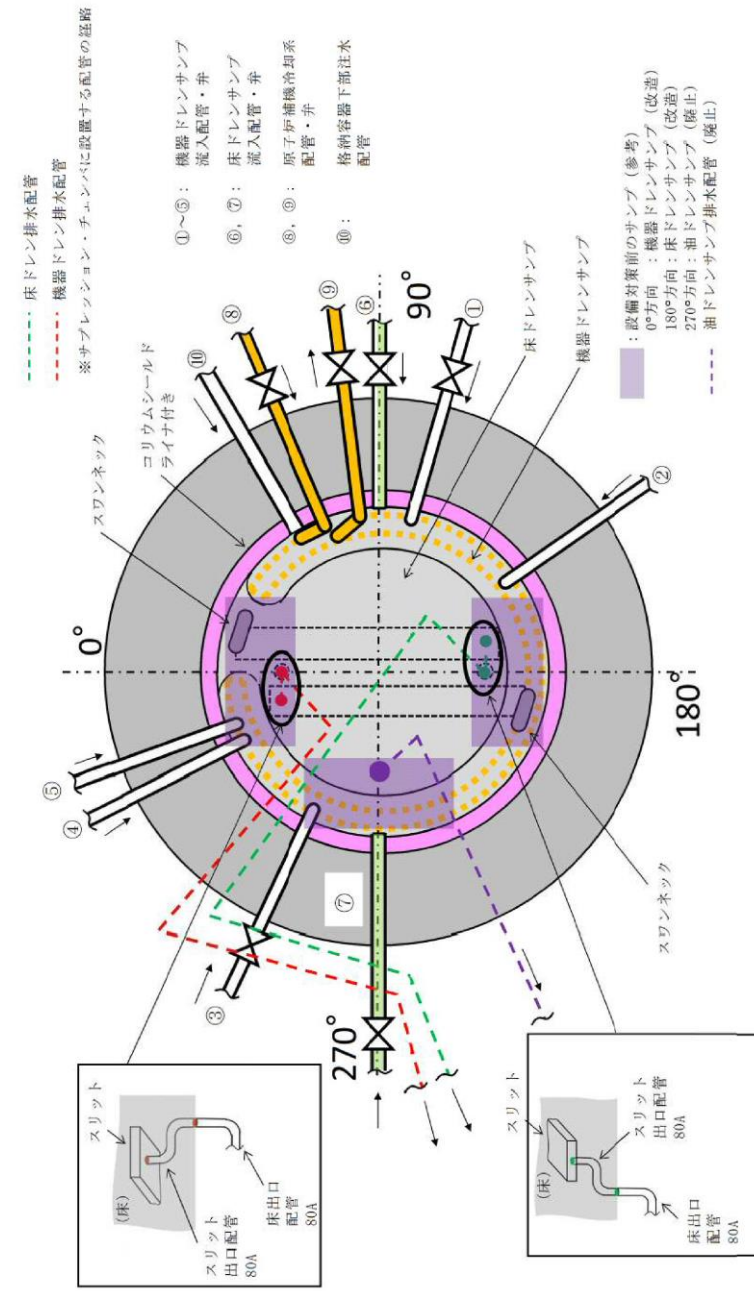 床ドレン排水配管
機器ドレン排水配管
※サプレッション・チェンバに設置する配管の経路
①～⑤：　機器ドレンサンプ
流入配管・弁
⑥，⑦：　床ドレンサンプ
流入配管・弁
⑧，⑨：　原子炉補機冷却系
配管・弁
⑩：　格納容器下部注水
配管
コリウムシールド
ライナ付き
スワンネック
0°
90°
180°
270°
①
②
③
④
⑤
⑥
⑦
⑧
⑨
⑩
床ドレンサンプ
機器ドレンサンプ
スワンネック
：設備対策前のサンプ（参考）
0°方向　：機器ドレンサンプ（改造）
180°方向：床ドレンサンプ（改造）
270°方向：油ドレンサンプ（廃止）
油ドレンサンプ排水配管（廃止）
スリット
(床)
スリット
出口配管
80A
床出口
配管
80A
スリット
(床)
スリット
出口配管
80A
床出口
配管
80A